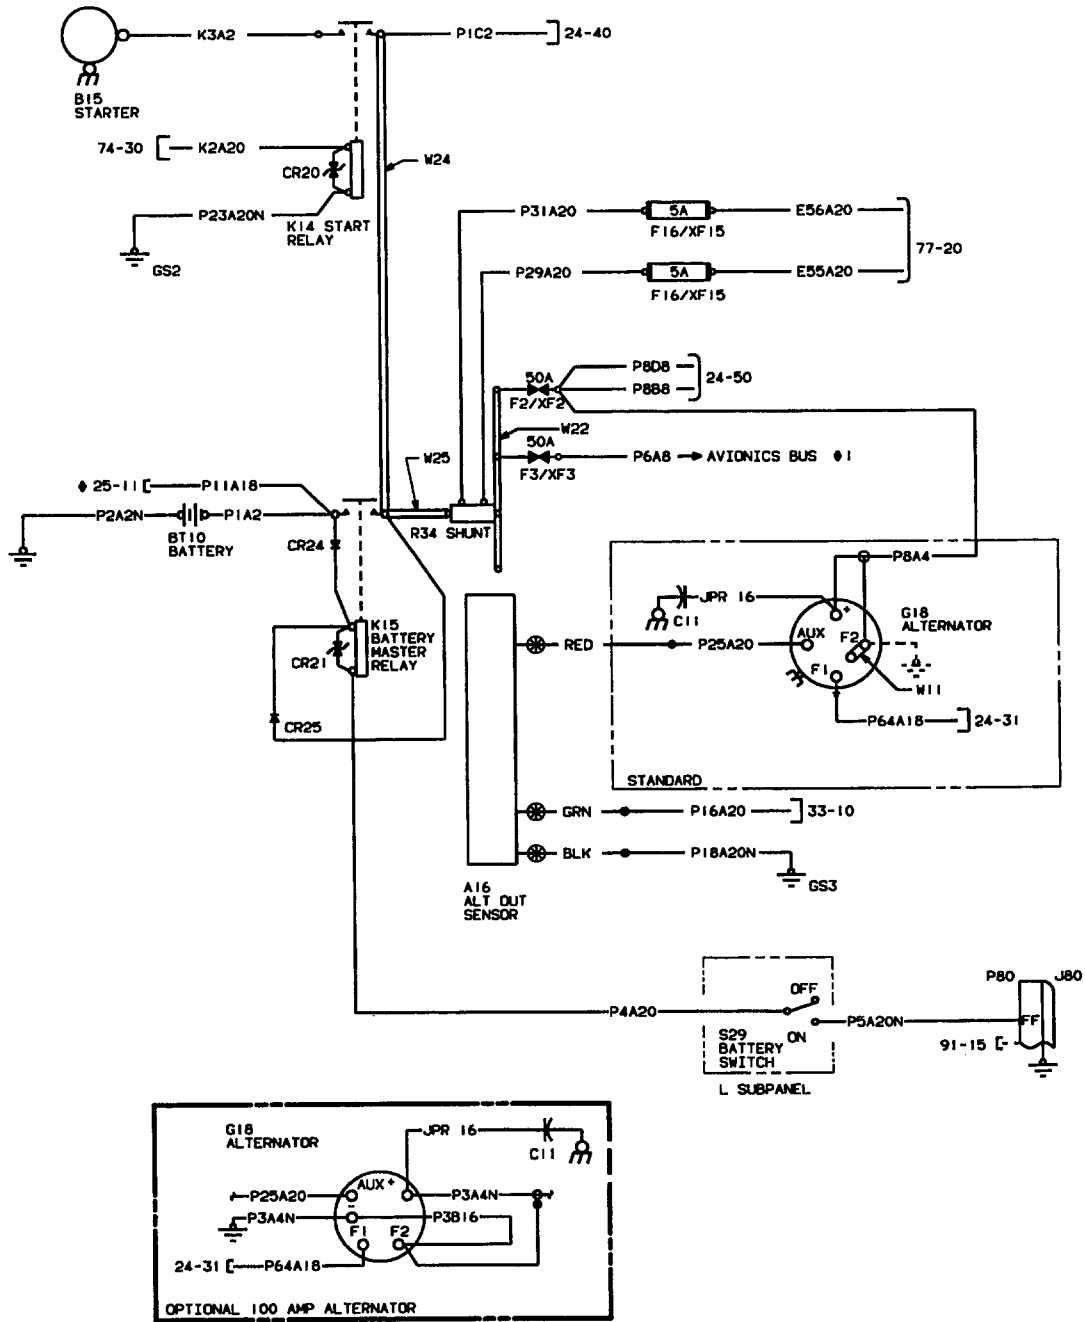 K3A2
P1C2
24-40
B15
STARTER
74-30
K2A20
W24
CR20
P23A20N
K14 START
RELAY
GS2
P31A20
5A
E56A20
F16/XF15
77-20
P29A20
5A
E55A20
F16/XF15
P8D8
50A
P8B8
24-50
F2/XF2
W22
50A
W25
P6A8
AVIONICS BUS ♦1
F3/XF3
♦ 25-11
P11A18
P2A2N
P1A2
R34 SHUNT
BT10
BATTERY
CR24
P8A4
JPR 16
C11
+
G18
ALTERNATOR
K15
BATTERY
MASTER
RELAY
RED
P25A20
AUX
F2
CR21
F1
W11
CR25
P64A18
24-31
STANDARD
GRN
P16A20
33-10
BLK
P18A20N
GS3
A16
ALT OUT
SENSOR
P80
J80
OFF
P4A20
P5A20N
FF
ON
S29
BATTERY
SWITCH
91-15
L SUBPANEL
G18
ALTERNATOR
JPR 16
C11
AUX
+
P25A20
P3A4N
-
P3A4N
P3B16
F1
F2
24-31
P64A18
OPTIONAL 100 AMP ALTERNATOR